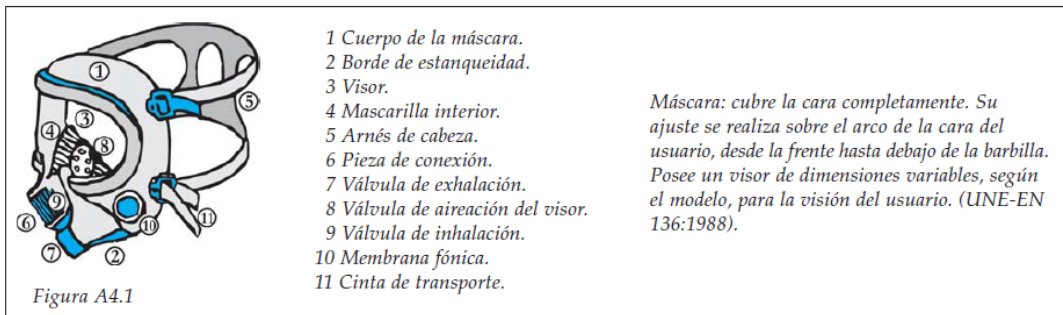 1
2
3
4
5
6
7
8
9
10
11
Figura A4.1
1 Cuerpo de la máscara.
2 Borde de estanqueidad.
3 Visor.
4 Mascarilla interior.
5 Arnés de cabeza.
6 Pieza de conexión.
7 Válvula de exhalación.
8 Válvula de aireación del visor.
9 Válvula de inhalación.
10 Membrana fónica.
11 Cinta de transporte.
Máscara: cubre la cara completamente. Su
ajuste se realiza sobre el arco de la cara del
usuario, desde la frente hasta debajo de la barbilla.
Posee un visor de dimensiones variables, según
el modelo, para la visión del usuario. (UNE-EN
136:1988).